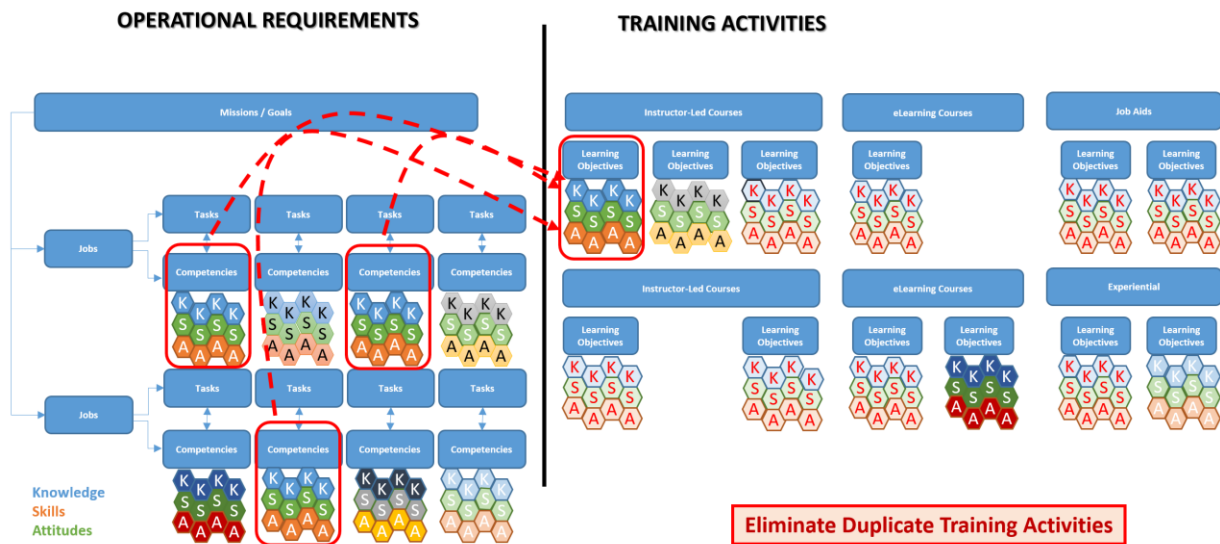 OPERATIONAL REQUIREMENTS
TRAINING ACTIVITIES
Missions / Goals
Instructor-Led Courses
eLearning Courses
Job Aids
Learning
Objectives
Learning
Objectives
Learning
Objectives
Learning
Objectives
Learning
Objectives
Learning
Objectives
K K K K
S S S S
A A A A
K K K K
S S S S
A A A A
K K K K
S S S S
A A A A
K K K K
S S S S
A A A A
K K K K
S S S S
A A A A
K K K K
S S S S
A A A A
Jobs
Tasks
Tasks
Tasks
Tasks
Competencies
Competencies
Competencies
Competencies
K K K K
S S S S
A A A A
K K K K
S S S S
A A A A
K K K K
S S S S
A A A A
K K K K
S S S S
A A A A
Instructor-Led Courses
eLearning Courses
Experiential
Learning
Objectives
Learning
Objectives
Learning
Objectives
Learning
Objectives
Learning
Objectives
Learning
Objectives
K K K K
S S S S
A A A A
K K K K
S S S S
A A A A
K K K K
S S S S
A A A A
K K K K
S S S S
A A A A
K K K K
S S S S
A A A A
K K K K
S S S S
A A A A
Jobs
Tasks
Tasks
Tasks
Tasks
Competencies
Competencies
Competencies
Competencies
K K K K
S S S S
A A A A
K K K K
S S S S
A A A A
K K K K
S S S S
A A A A
K K K K
S S S S
A A A A
Knowledge
Skills
Attitudes
Eliminate Duplicate Training Activities